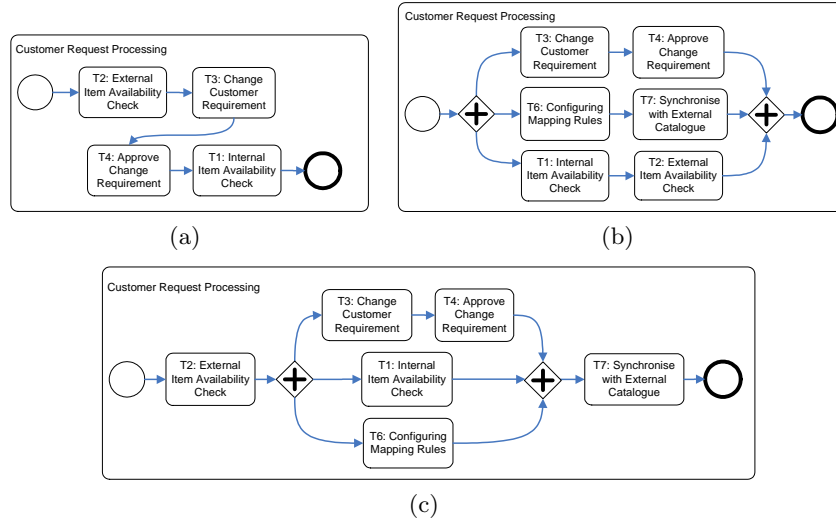 Customer Request Processing
T2: External
Item Availability
Check
T3: Change
Customer
Requirement
T4: Approve
Change
Requirement
T1: Internal
Item Availability
Check
(a)
Customer Request Processing
T3: Change
Customer
Requirement
T4: Approve
Change
Requirement
T6: Configuring
Mapping Rules
T7: Synchronise
with External
Catalogue
T1: Internal
Item Availability
Check
T2: External
Item Availability
Check
(b)
Customer Request Processing
T3: Change
Customer
Requirement
T4: Approve
Change
Requirement
T2: External
Item Availability
Check
T1: Internal
Item Availability
Check
T7: Synchronise
with External
Catalogue
T6: Configuring
Mapping Rules
(c)